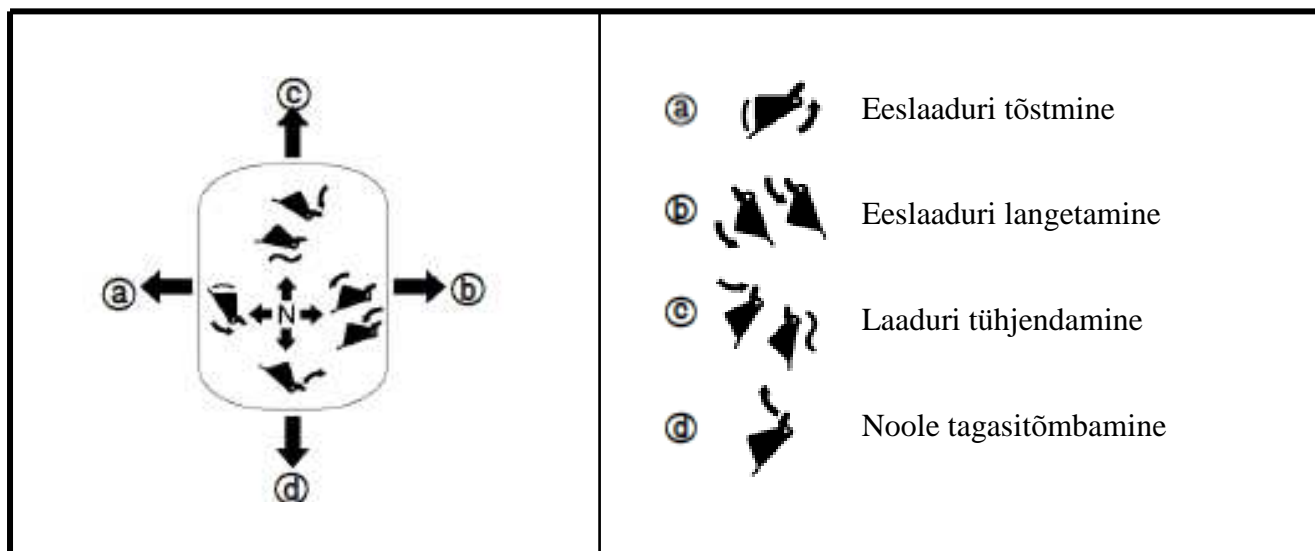 ⓒ
ⓐ N ⓑ
ⓓ
ⓐ Eeslaaduri tõstmine
ⓑ Eeslaaduri langetamine
ⓒ Laaduri tühjendamine
ⓓ Noole tagasitõmbamine